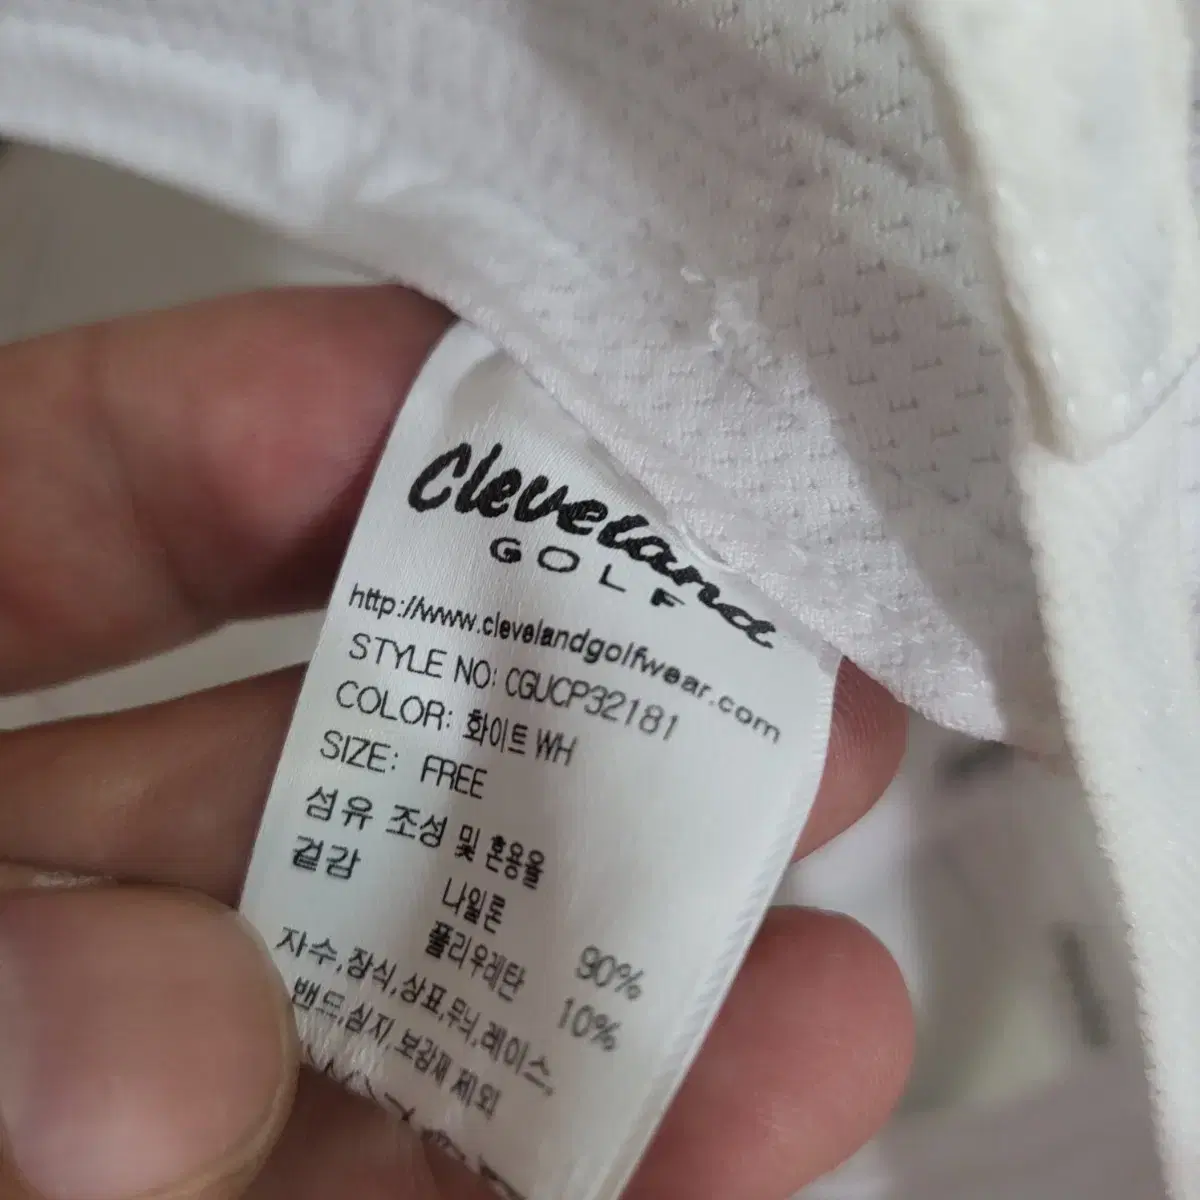 Cleveland
GOLF
http://www.clevelandgolfwear.com
STYLE NO: CGUCP32181
COLOR: 화이트 WH
SIZE: FREE
섬유 조성 및 혼용율
겉감
나일론 90%
폴리우레탄 10%
자수,장식,상표,무늬,레이스,
밴드,심지,보강재 제외